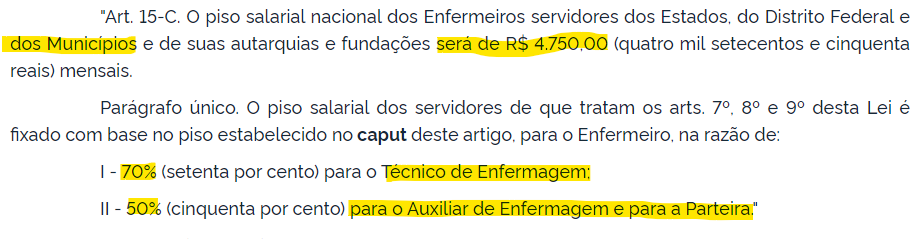 "Art. 15-C. O piso salarial nacional dos Enfermeiros servidores dos Estados, do Distrito Federal e
dos Municípios e de suas autarquias e fundações será de R$ 4.750,00 (quatro mil setecentos e cinquenta
reais) mensais.
Parágrafo único. O piso salarial dos servidores de que tratam os arts. 7º, 8º e 9º desta Lei é
fixado com base no piso estabelecido no caput deste artigo, para o Enfermeiro, na razão de:
I - 70% (setenta por cento) para o Técnico de Enfermagem;
II - 50% (cinquenta por cento) para o Auxiliar de Enfermagem e para a Parteira."